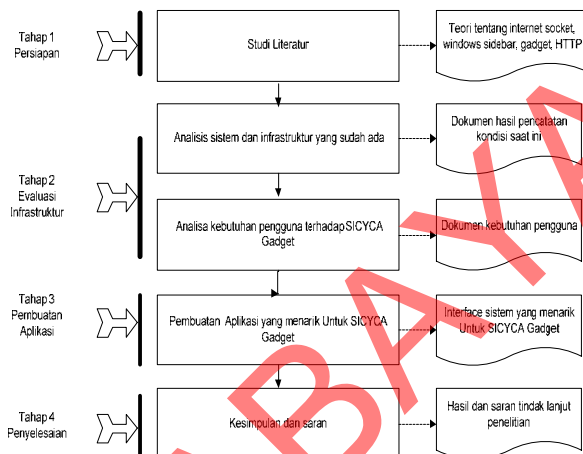 Tahap 1
Persiapan
Studi Literatur
Teori tentang internet socket,
windows sidebar, gadget, HTTP
Tahap 2
Evaluasi
Infrastruktur
Analisis sistem dan infrastruktur yang sudah ada
Dokumen hasil pencatatan
kondisi saat ini
Analisa kebutuhan pengguna terhadap SICYCA
Gadget
Dokumen kebutuhan pengguna
Tahap 3
Pembuatan
Aplikasi
Pembuatan Aplikasi yang menarik Untuk SICYCA
Gadget
Interface sistem yang menarik
Untuk SICYCA Gadget
Tahap 4
Penyelesaian
Kesimpulan dan saran
Hasil dan saran tindak lanjut
penelitian
ABAYA